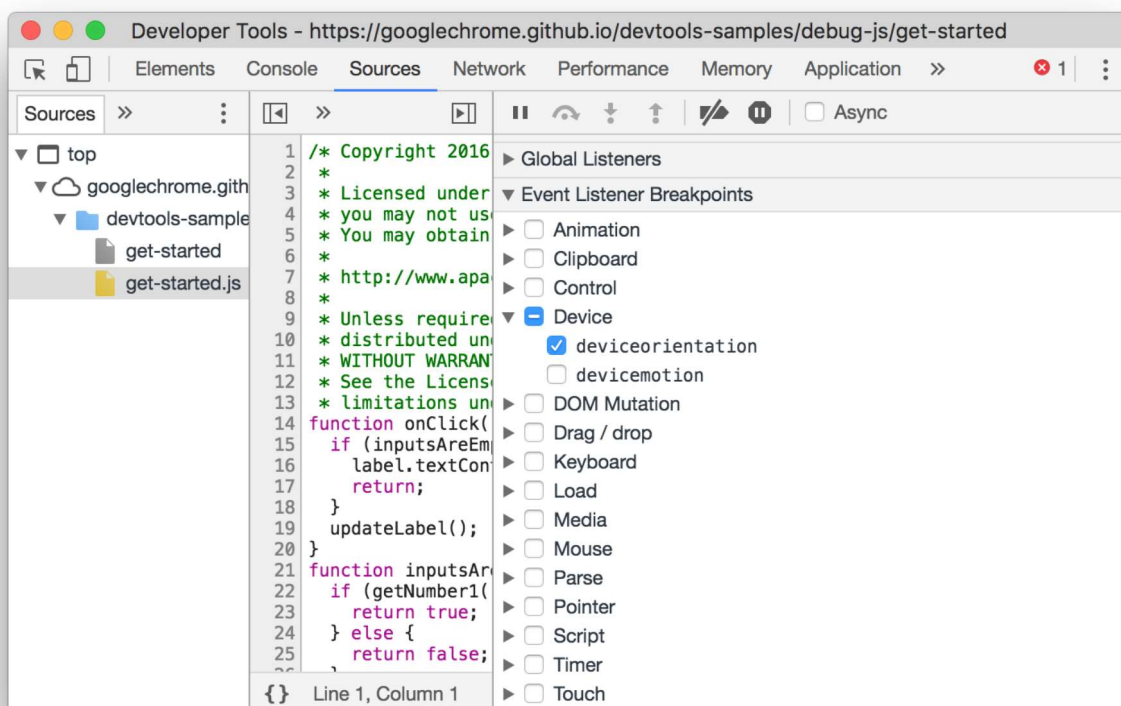 Developer Tools - https://googlechrome.github.io/devtools-samples/debug-js/get-started
Elements Console Sources Network Performance Memory Application » 1
Sources »
top
googlechrome.gith
devtools-sample
get-started
get-started.js
»
1 /* Copyright 2016
2 *
3 * Licensed under
4 * you may not us
5 * You may obtain
6 *
7 * http://www.apa
8 *
9 * Unless require
10 * distributed un
11 * WITHOUT WARRANT
12 * See the Licens
13 * limitations un
14 function onClick(
15 if (inputsAreEm
16 label.textCon
17 return;
18 }
19 updateLabel();
20 }
21 function inputsAr
22 if (getNumber1(
23 return true;
24 } else {
25 return false;
{} Line 1, Column 1
Async
Global Listeners
Event Listener Breakpoints
Animation
Clipboard
Control
Device
deviceorientation
devicemotion
DOM Mutation
Drag / drop
Keyboard
Load
Media
Mouse
Parse
Pointer
Script
Timer
Touch